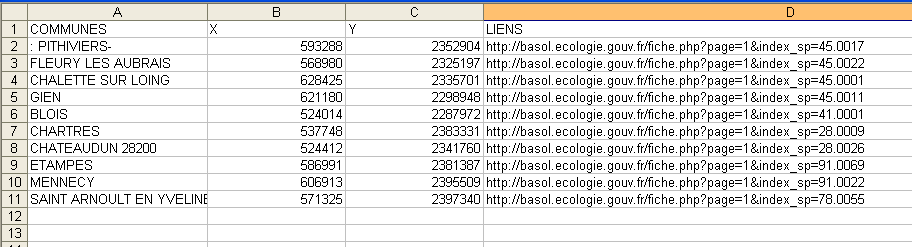 A B C D
1 COMMUNES X Y LIENS
2 : PITHIVIERS- 593288 2352904 http://basol.ecologie.gouv.fr/fiche.php?page=1&index_sp=45.0017
3 FLEURY LES AUBRAIS 568980 2325197 http://basol.ecologie.gouv.fr/fiche.php?page=1&index_sp=45.0022
4 CHALETTE SUR LOING 628425 2335701 http://basol.ecologie.gouv.fr/fiche.php?page=1&index_sp=45.0001
5 GIEN 621180 2298948 http://basol.ecologie.gouv.fr/fiche.php?page=1&index_sp=45.0011
6 BLOIS 524014 2287972 http://basol.ecologie.gouv.fr/fiche.php?page=1&index_sp=41.0001
7 CHARTRES 537748 2383331 http://basol.ecologie.gouv.fr/fiche.php?page=1&index_sp=28.0009
8 CHATEAUDUN 28200 524412 2341760 http://basol.ecologie.gouv.fr/fiche.php?page=1&index_sp=28.0026
9 ETAMPES 586991 2381387 http://basol.ecologie.gouv.fr/fiche.php?page=1&index_sp=91.0069
10 MENNECY 606913 2395509 http://basol.ecologie.gouv.fr/fiche.php?page=1&index_sp=91.0022
11 SAINT ARNOULT EN YVELINE 571325 2397340 http://basol.ecologie.gouv.fr/fiche.php?page=1&index_sp=78.0055
12
13